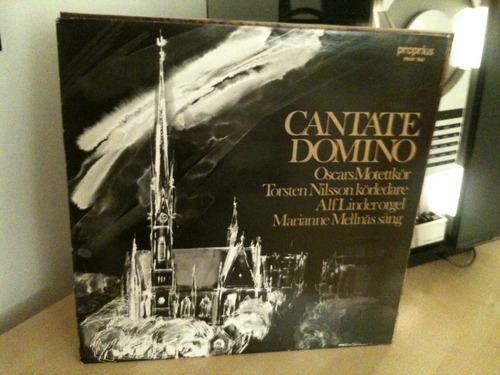 proprius
CANTATE
DOMINO
Oscars Motettkör
Torsten Nilsson körledare
Alf Linder orgel
Marianne Mellnäs sång